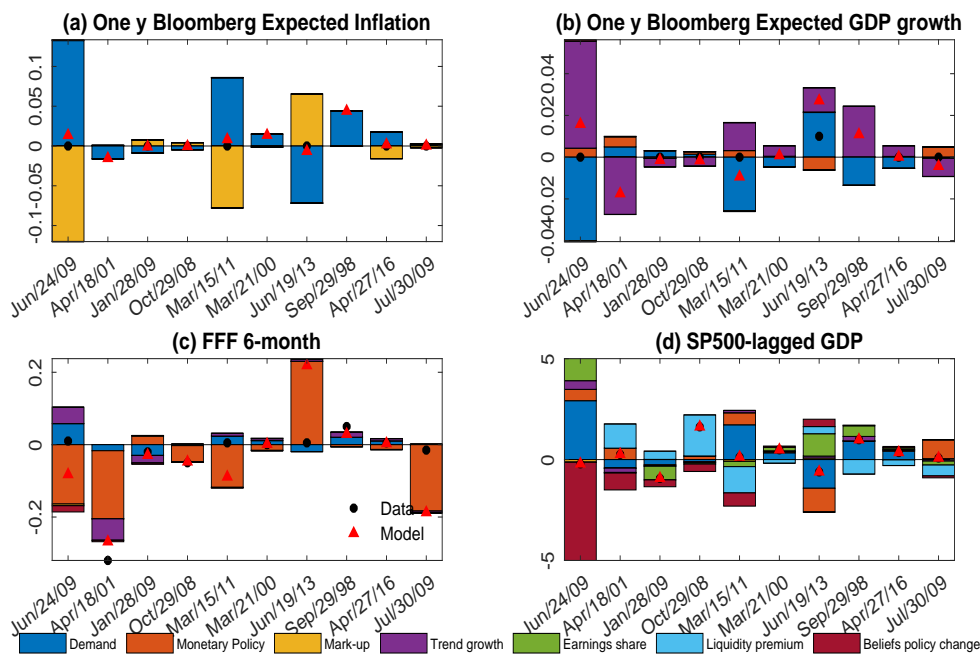 (a) One y Bloomberg Expected Inflation
0.1
0.05
0
-0.05
-0.1
Jun/24/09 Apr/18/01 Jan/28/09 Oct/29/08 Mar/15/11 Mar/21/00 Jun/19/13 Sep/29/98 Apr/27/16 Jul/30/09
(b) One y Bloomberg Expected GDP growth
0.04
0.02
0
-0.02
-0.04
Jun/24/09 Apr/18/01 Jan/28/09 Oct/29/08 Mar/15/11 Mar/21/00 Jun/19/13 Sep/29/98 Apr/27/16 Jul/30/09
(c) FFF 6-month
0.2
0
-0.2
Data
Model
Jun/24/09 Apr/18/01 Jan/28/09 Oct/29/08 Mar/15/11 Mar/21/00 Jun/19/13 Sep/29/98 Apr/27/16 Jul/30/09
(d) SP500-lagged GDP
5
0
-5
Jun/24/09 Apr/18/01 Jan/28/09 Oct/29/08 Mar/15/11 Mar/21/00 Jun/19/13 Sep/29/98 Apr/27/16 Jul/30/09
Demand Monetary Policy Mark-up Trend growth Earnings share Liquidity premium Beliefs policy change